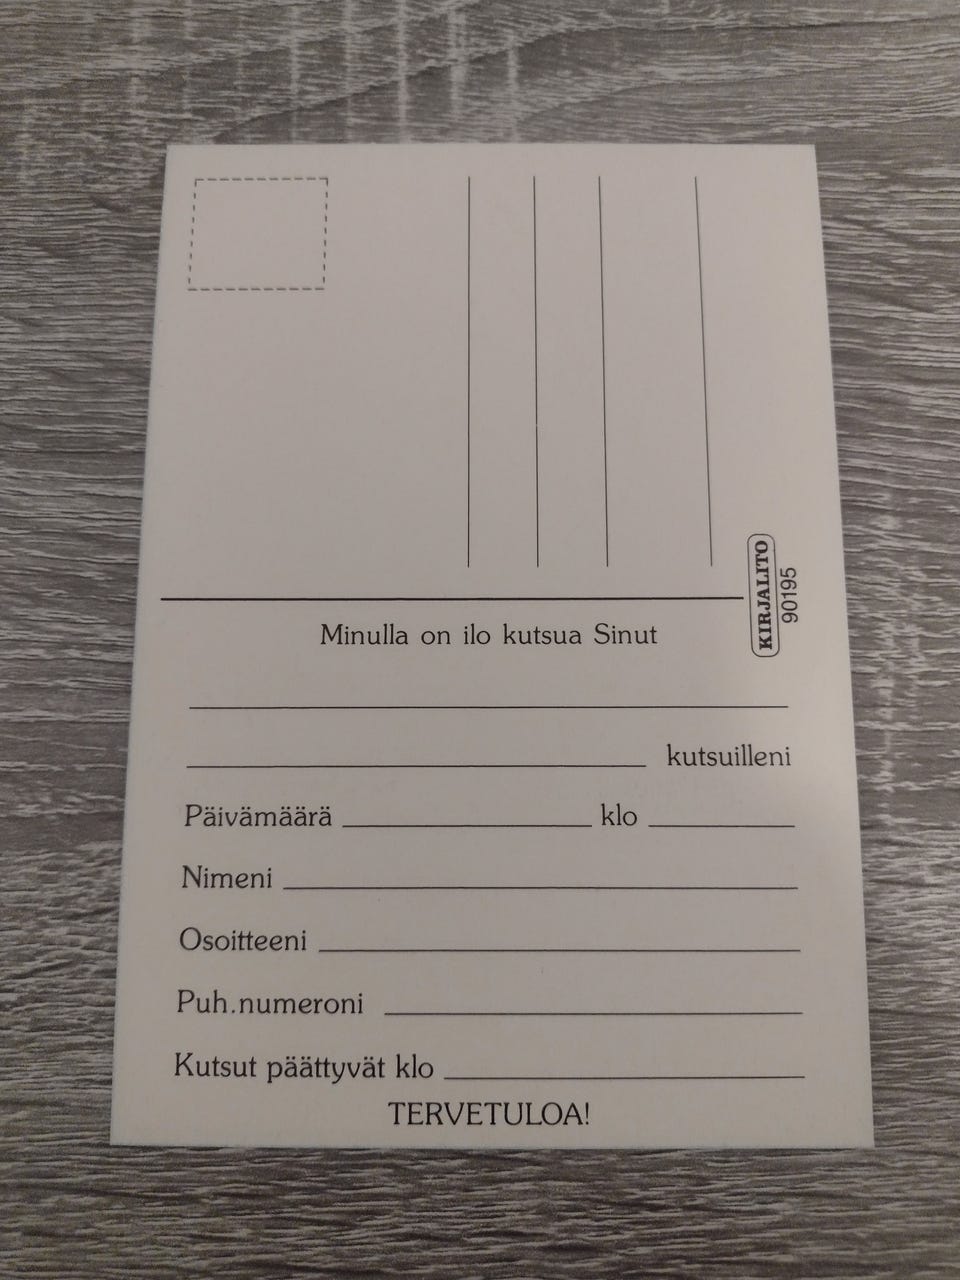 KIRJALITO
90195
Minulla on ilo kutsua Sinut
kutsuilleni
Päivämäärä klo
Nimeni
Osoitteeni
Puh.numeroni
Kutsut päättyvät klo
TERVETULOA!